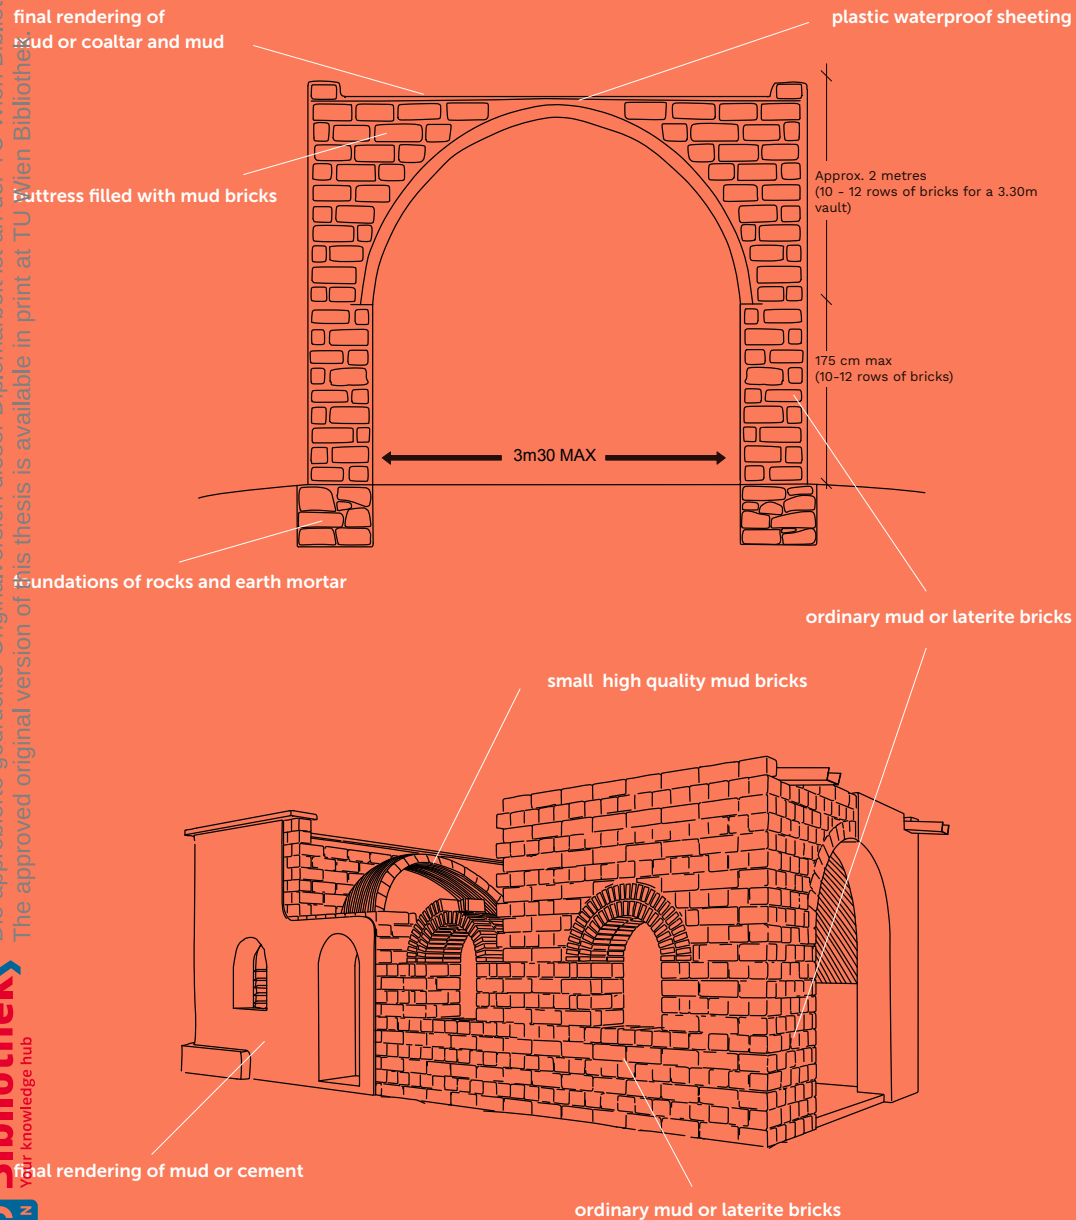 final rendering of
mud or coaltar and mud
plastic waterproof sheeting
Approx. 2 metres
(10 - 12 rows of bricks for a 3.30m
vault)
buttress filled with mud bricks
175 cm max
(10-12 rows of bricks)
3m30 MAX
foundations of rocks and earth mortar
ordinary mud or laterite bricks
small high quality mud bricks
final rendering of mud or cement
ordinary mud or laterite bricks
The approved original version of this thesis is available in print at TU Wien Bibliothek.
Bibliothek
Your knowledge hub